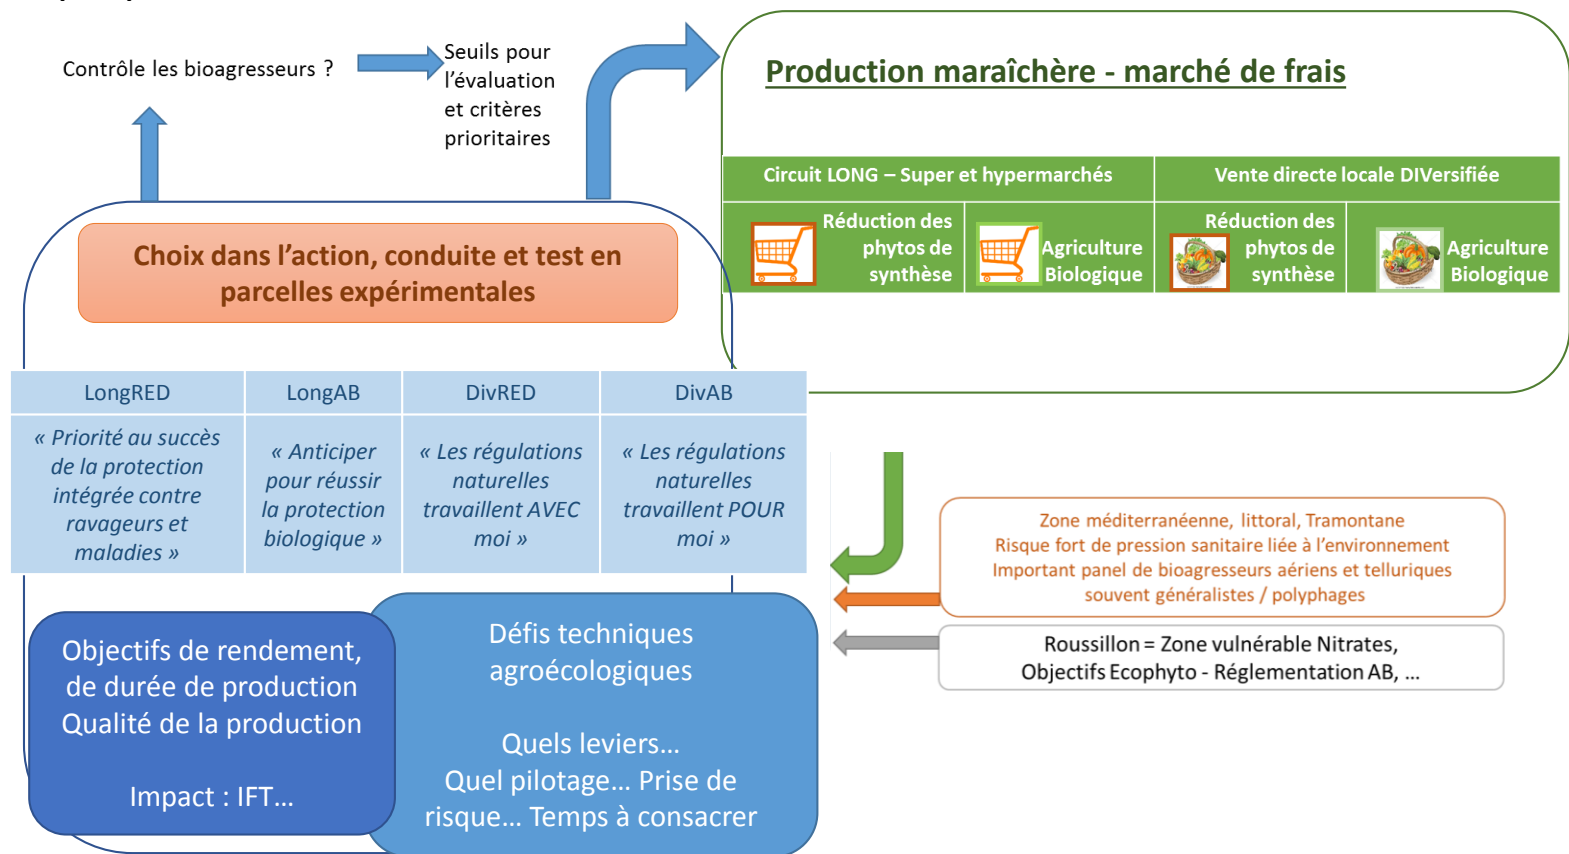 Contrôle les bioagresseurs ?
Seuils pour
l’évaluation
et critères
prioritaires
Production maraîchère - marché de frais
Circuit LONG – Super et hypermarchés
Vente directe locale DIVersifiée
Réduction des
phytos de
synthèse
Agriculture
Biologique
Réduction des
phytos de
synthèse
Agriculture
Biologique
Choix dans l’action, conduite et test en
parcelles expérimentales
LongRED
LongAB
DivRED
DivAB
« Priorité au succès
de la protection
intégrée contre
ravageurs et
maladies »
« Anticiper
pour réussir
la protection
biologique »
« Les régulations
naturelles
travaillent AVEC
moi »
« Les régulations
naturelles
travaillent POUR
moi »
Zone méditerranéenne, littoral, Tramontane
Risque fort de pression sanitaire liée à l’environnement
Important panel de bioagresseurs aériens et telluriques
souvent généralistes / polyphages
Roussillon = Zone vulnérable Nitrates,
Objectifs Ecophyto - Réglementation AB, …
Objectifs de rendement,
de durée de production
Qualité de la production
Impact : IFT…
Défis techniques
agroécologiques
Quels leviers…
Quel pilotage… Prise de
risque… Temps à consacrer